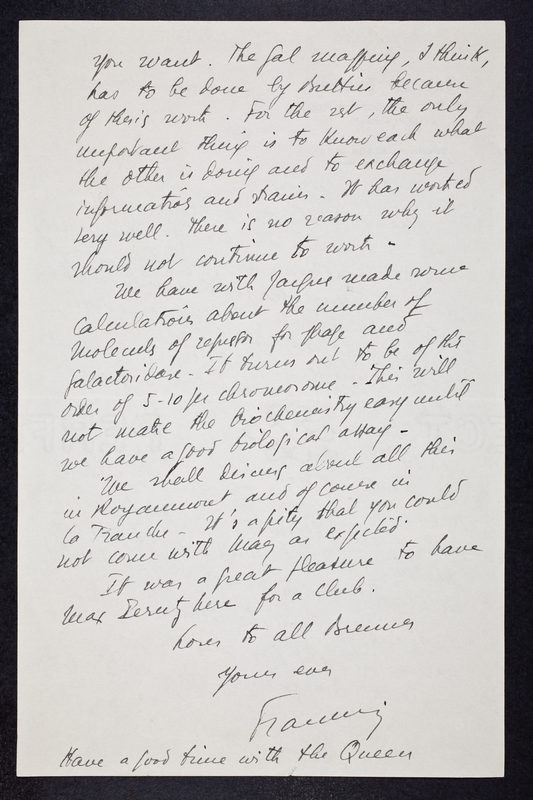 you want. The gal mapping, I think,
has to be done by Buttin because
of thesis work. For the rest, the only
important thing is to know each what
the other is doing and to exchange
informations and strains. It has worked
very well. There is no reason why it
should not continue to work -
We have with Jacques made some
calculations about the number of
molecules of repressor for phage and
galactosidase. It turns out to be of the
order of 5-10 per chromosome. This will
not make the biochemistry easy until
we have a good biological assay -
We shall discuss about all this
in Royaumont and of course in
La Tranche - It's a pity that you could
not come with May as expected.
It was a great pleasure to have
Max Perutz here for a club.
Love to all Brenner
Yours ever
Have a good time with the Queen